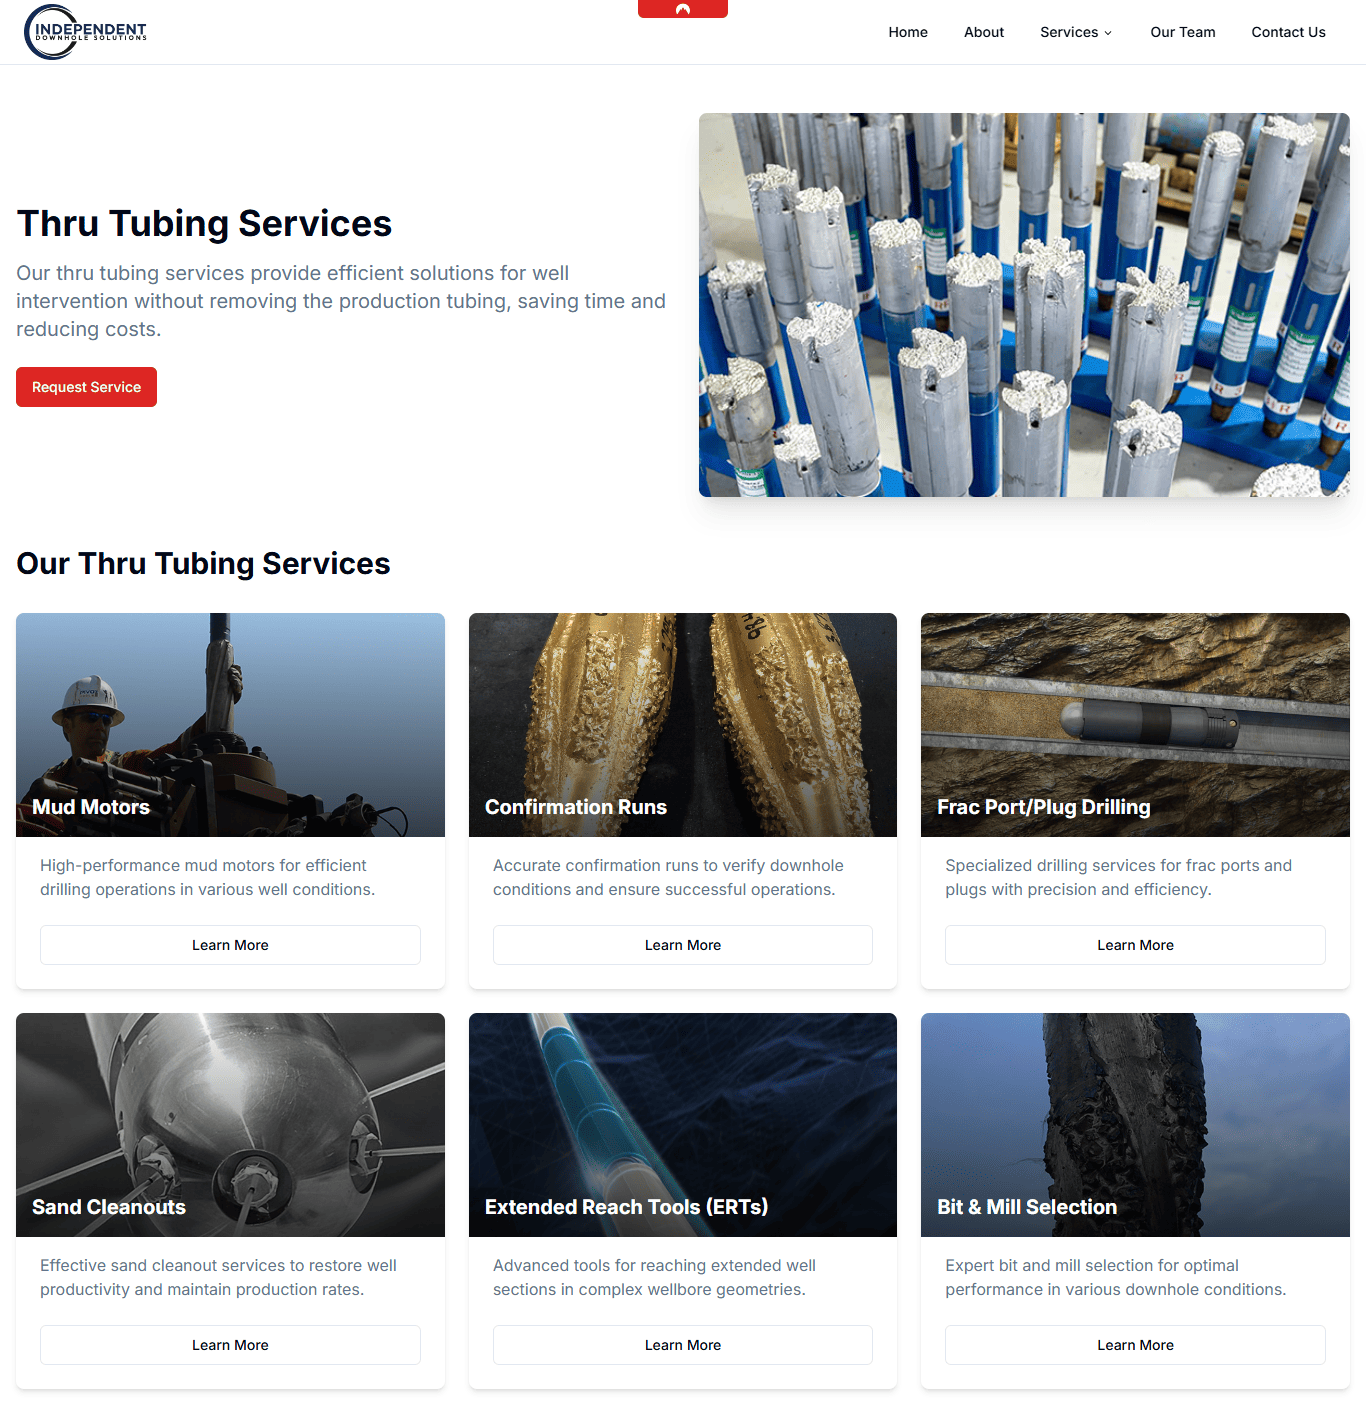 INDEPENDENT
DOWNHOLE SOLUTIONS
Home
About
Services
Our Team
Contact Us
Thru Tubing Services
Our thru tubing services provide efficient solutions for well
intervention without removing the production tubing, saving time and
reducing costs.
Request Service
Our Thru Tubing Services
Mud Motors
High-performance mud motors for efficient
drilling operations in various well conditions.
Learn More
Confirmation Runs
Accurate confirmation runs to verify downhole
conditions and ensure successful operations.
Learn More
Frac Port/Plug Drilling
Specialized drilling services for frac ports and
plugs with precision and efficiency.
Learn More
Sand Cleanouts
Effective sand cleanout services to restore well
productivity and maintain production rates.
Learn More
Extended Reach Tools (ERTs)
Advanced tools for reaching extended well
sections in complex wellbore geometries.
Learn More
Bit & Mill Selection
Expert bit and mill selection for optimal
performance in various downhole conditions.
Learn More